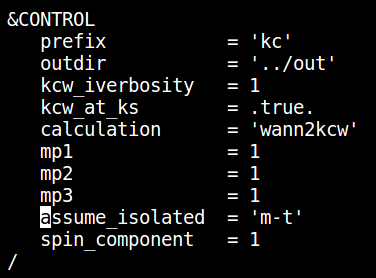 &CONTROL
   prefix           = 'kc'
   outdir           = '../out'
   kcw_iverbosity   = 1
   kcw_at_ks        = .true.
   calculation      = 'wann2kcw'
   mp1              = 1
   mp2              = 1
   mp3              = 1
   assume_isolated  = 'm-t'
   spin_component   = 1
/